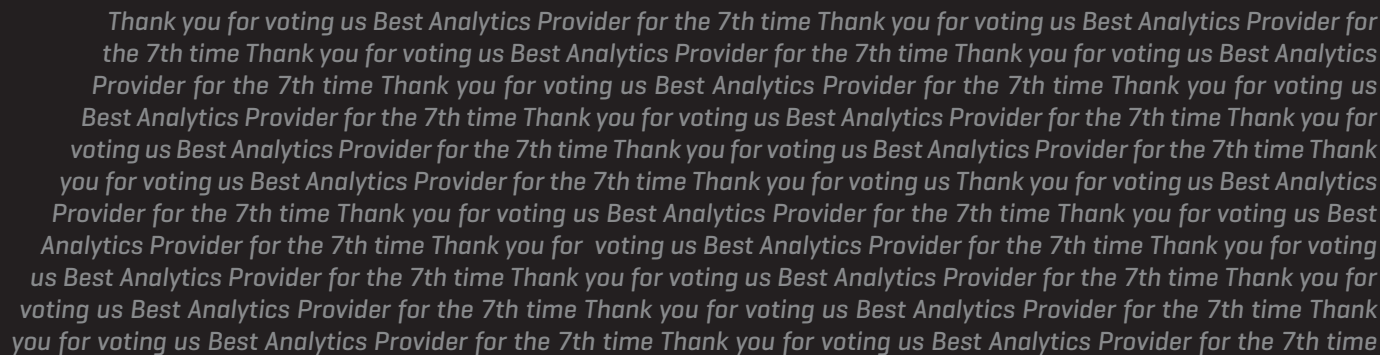 Thank you for voting us Best Analytics Provider for the 7th time Thank you for voting us Best Analytics Provider for
the 7th time Thank you for voting us Best Analytics Provider for the 7th time Thank you for voting us Best Analytics
Provider for the 7th time Thank you for voting us Best Analytics Provider for the 7th time Thank you for voting us
Best Analytics Provider for the 7th time Thank you for voting us Best Analytics Provider for the 7th time Thank you for
voting us Best Analytics Provider for the 7th time Thank you for voting us Best Analytics Provider for the 7th time Thank
you for voting us Best Analytics Provider for the 7th time Thank you for voting us Thank you for voting us Best Analytics
Provider for the 7th time Thank you for voting us Best Analytics Provider for the 7th time Thank you for voting us Best
Analytics Provider for the 7th time Thank you for voting us Best Analytics Provider for the 7th time Thank you for voting
us Best Analytics Provider for the 7th time Thank you for voting us Best Analytics Provider for the 7th time Thank you for
voting us Best Analytics Provider for the 7th time Thank you for voting us Best Analytics Provider for the 7th time Thank
you for voting us Best Analytics Provider for the 7th time Thank you for voting us Best Analytics Provider for the 7th time